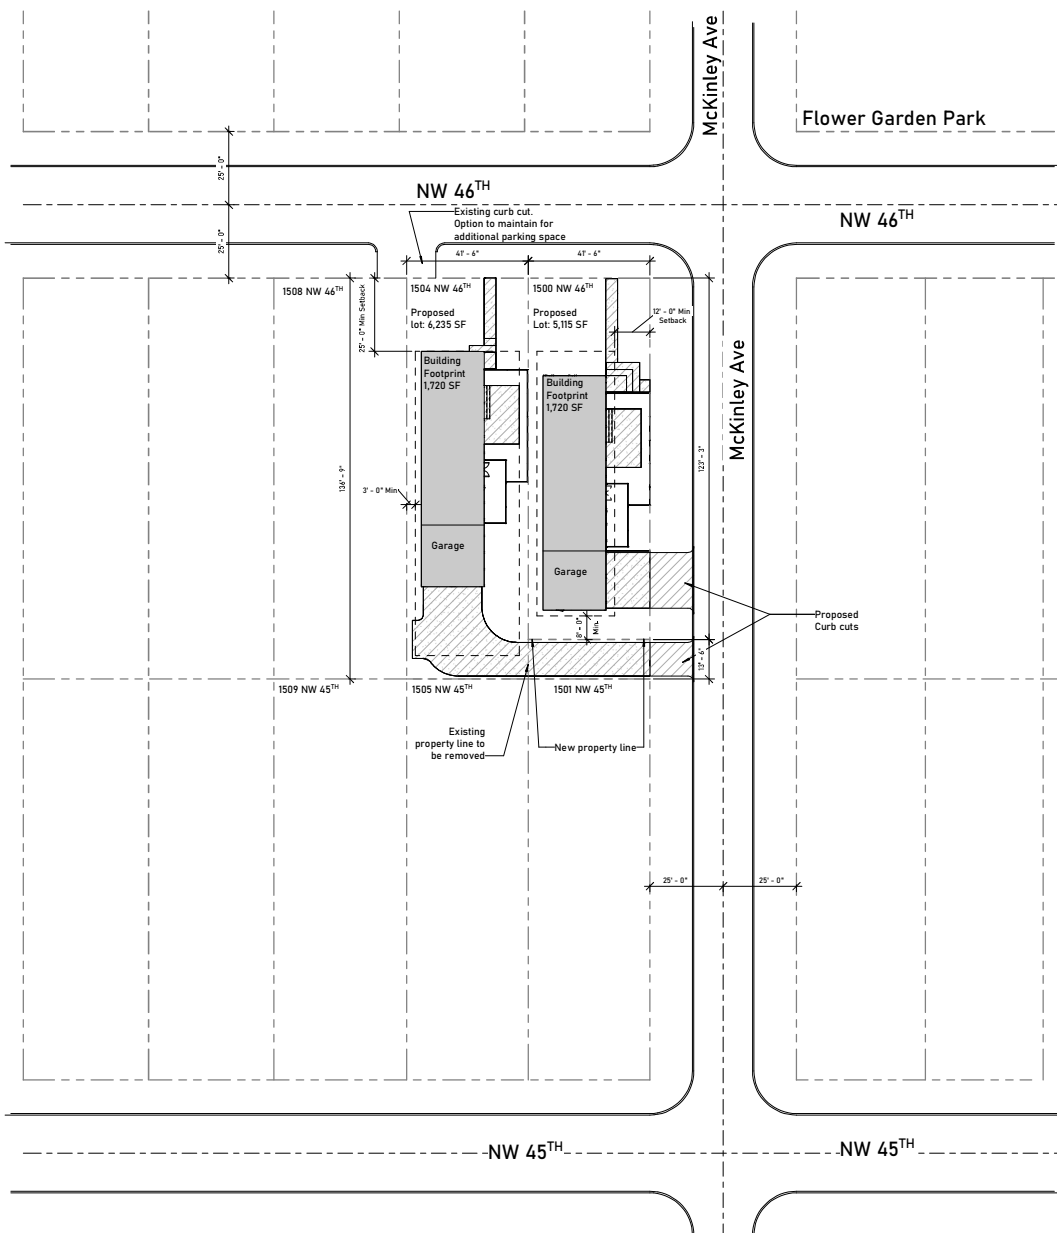 McKinley Ave
Flower Garden Park
25' - 0"
NW 46TH
NW 46TH
Existing curb cut.
Option to maintain for
additional parking space
25' - 0"
41' - 6"
41' - 6"
1508 NW 46TH
1504 NW 46TH
1500 NW 46TH
Proposed
lot: 6,235 SF
Proposed
Lot: 5,115 SF
12' - 0" Min
Setback
25' - 0" Min Setback
Building
Footprint
1,720 SF
Building
Footprint
1,720 SF
McKinley Ave
136' - 9"
123' - 3"
3' - 0" Min
Garage
Garage
Proposed
Curb cuts
8' - 0"
Min.
13' - 6"
1509 NW 45TH
1505 NW 45TH
1501 NW 45TH
Existing
property line to
be removed
New property line
25' - 0"
25' - 0"
NW 45TH
NW 45TH